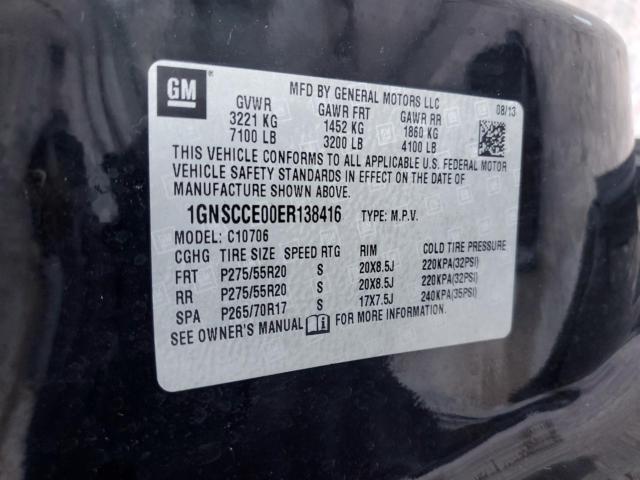 GM
MFD BY GENERAL MOTORS LLC 08/13
GVWR GAWR FRT GAWR RR
3221 KG 1452 KG 1860 KG
7100 LB 3200 LB 4100 LB
THIS VEHICLE CONFORMS TO ALL APPLICABLE U.S. FEDERAL MOTOR
VEHICLE SAFETY STANDARDS IN EFFECT ON THE DATE OF
MANUFACTURE SHOWN ABOVE.
1GNSCCE00ER138416 TYPE: M.P.V.
MODEL: C10706
CGHG TIRE SIZE SPEED RTG RIM COLD TIRE PRESSURE
FRT P275/55R20 S 20X8.5J 220KPA(32PSI)
RR P275/55R20 S 20X8.5J 220KPA(32PSI)
SPA P265/70R17 S 17X7.5J 240KPA(35PSI)
SEE OWNER'S MANUAL FOR MORE INFORMATION.